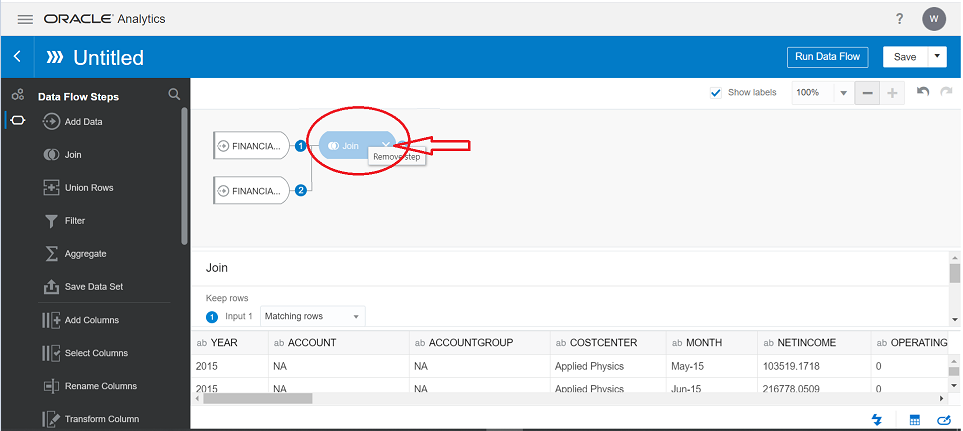 ORACLE® Analytics
?
W
Untitled
Run Data Flow
Save
Data Flow Steps
Add Data
Join
Union Rows
Filter
Aggregate
Save Data Set
Add Columns
Select Columns
Rename Columns
Transform Column
Show labels
100%
FINANCIA...
1
Join
Remove step
FINANCIA...
2
Join
Keep rows
1 Input 1 Matching rows
ab YEAR ab ACCOUNT ab ACCOUNTGROUP ab COSTCENTER ab MONTH ab NETINCOME ab OPERATING
2015 NA NA Applied Physics May-15 103519.1718 0
2015 NA NA Applied Physics Jun-15 216778.0509 0